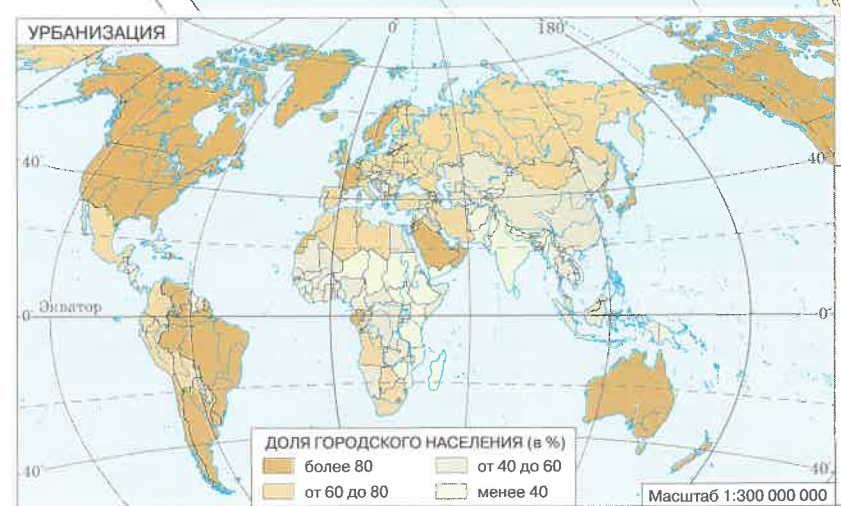 УРБАНИЗАЦИЯ
0°
180°
40°
40°
Экватор
0°
0°
40°
40°
ДОЛЯ ГОРОДСКОГО НАСЕЛЕНИЯ (в %)
более 80
от 40 до 60
от 60 до 80
менее 40
Масштаб 1:300 000 000